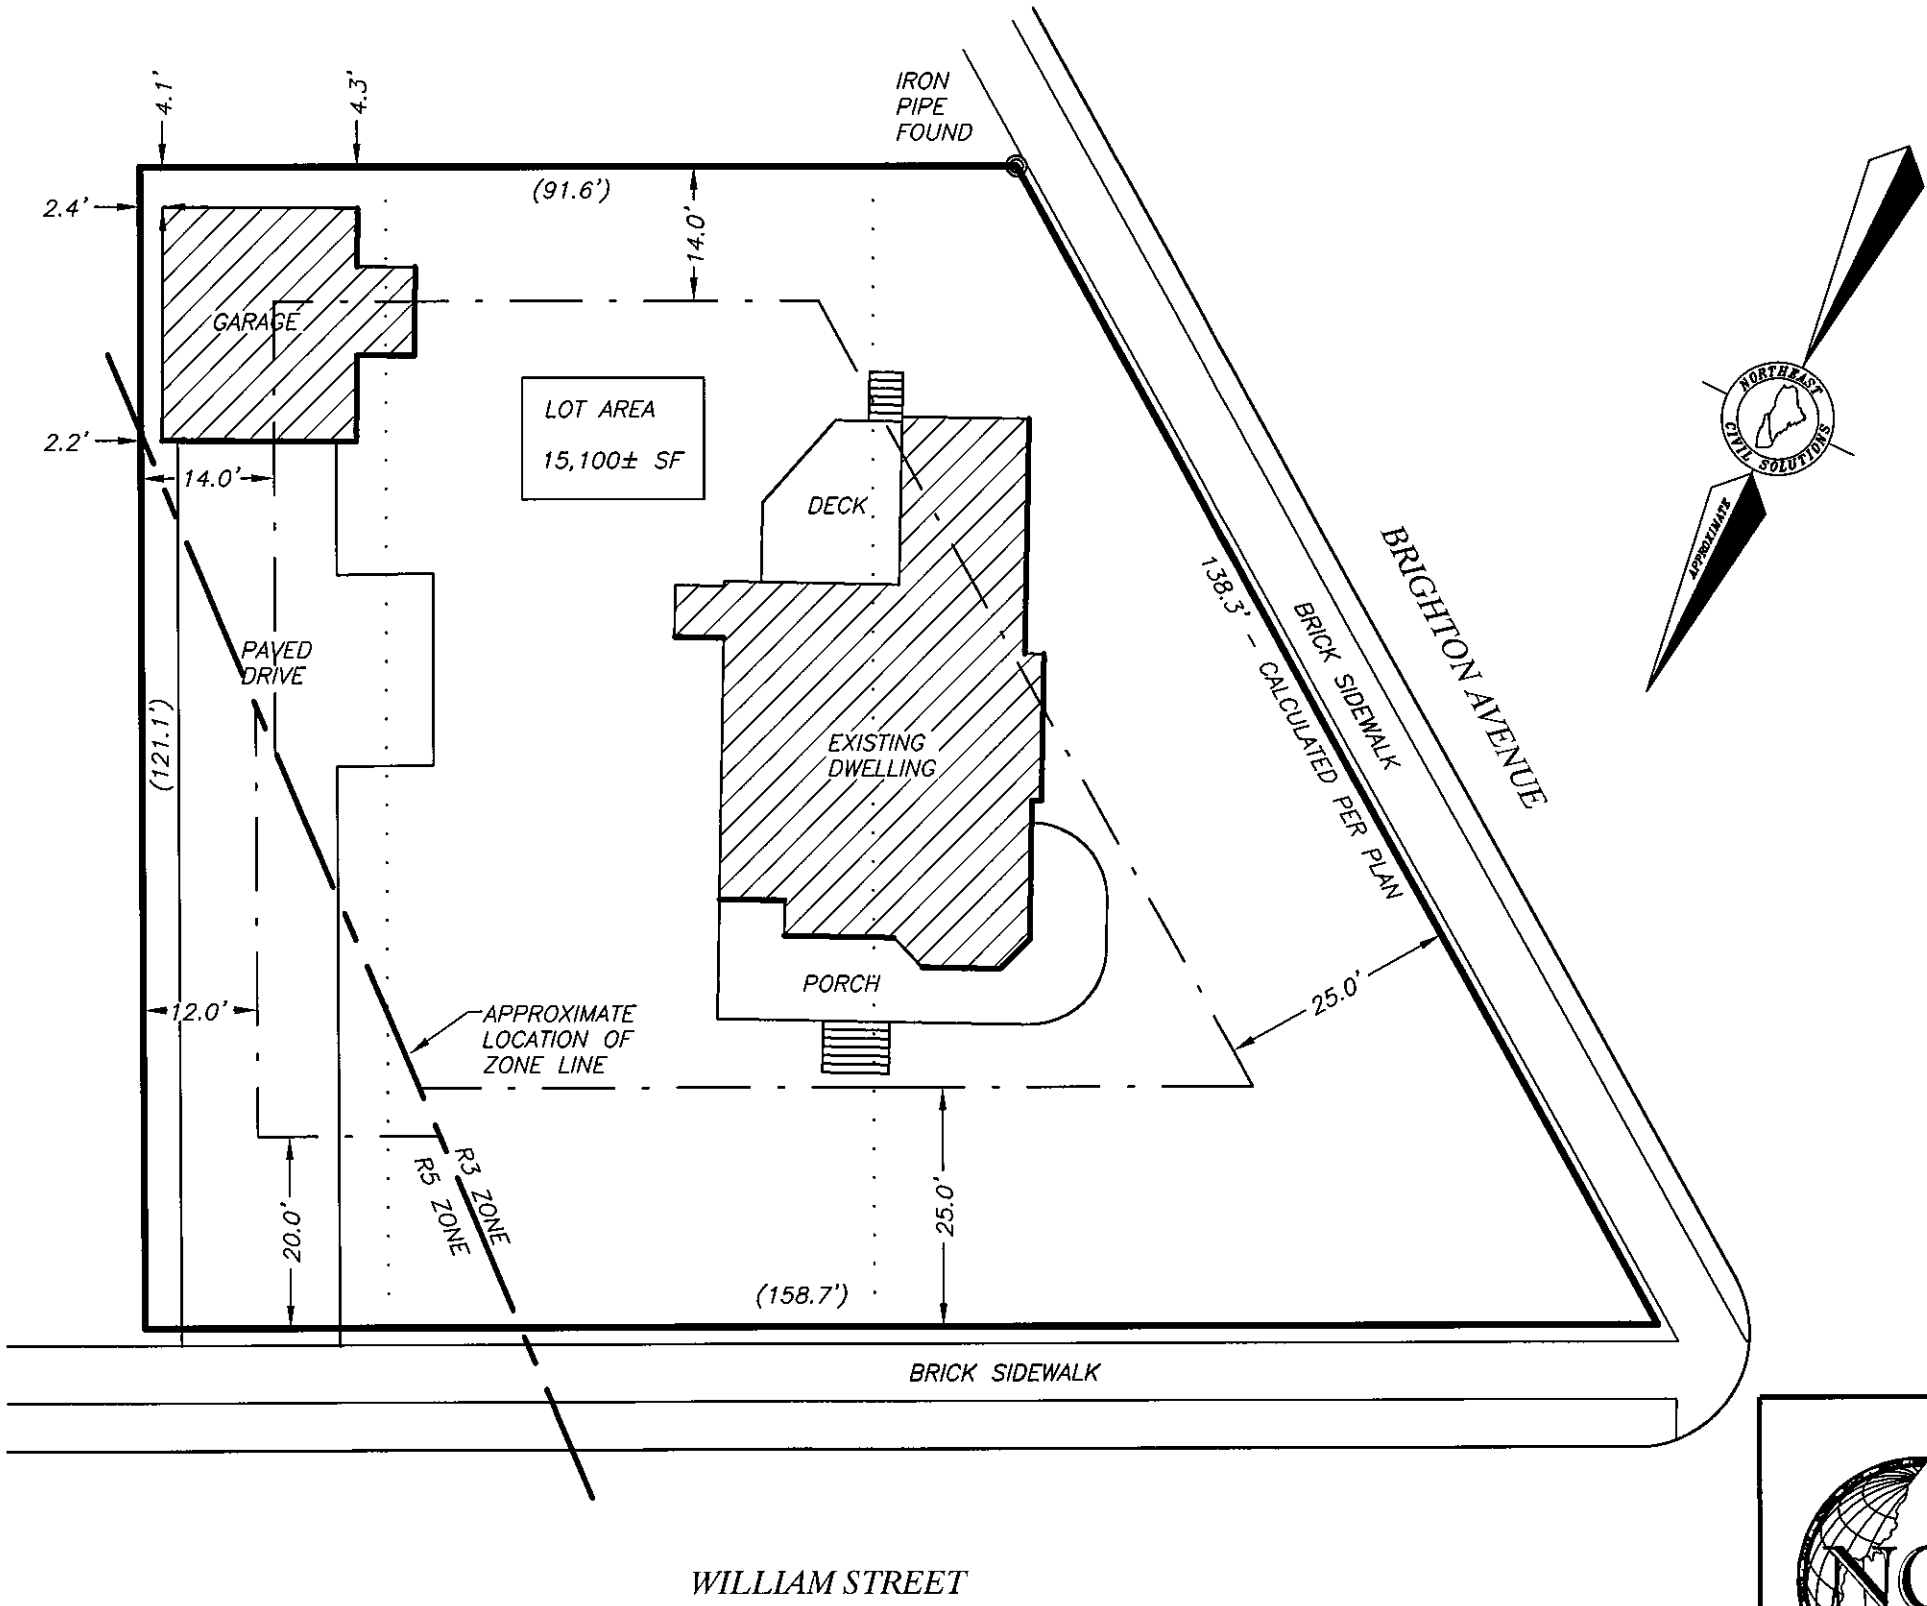 4.1'
4.3'
IRON
PIPE
FOUND
2.4'
(91.6')
14.0'
GARAGE
LOT AREA
15,100± SF
2.2'
14.0'
DECK
NORTHEAST
CIVIL SOLUTIONS
APPROXIMATE
BRIGHTON AVENUE
BRICK SIDEWALK
138.3' - CALCULATED PER PLAN
PAVED
DRIVE
(121.1')
EXISTING
DWELLING
PORCH
25.0'
12.0'
APPROXIMATE
LOCATION OF
ZONE LINE
R3 ZONE
R5 ZONE
20.0'
25.0'
(158.7')
BRICK SIDEWALK
WILLIAM STREET